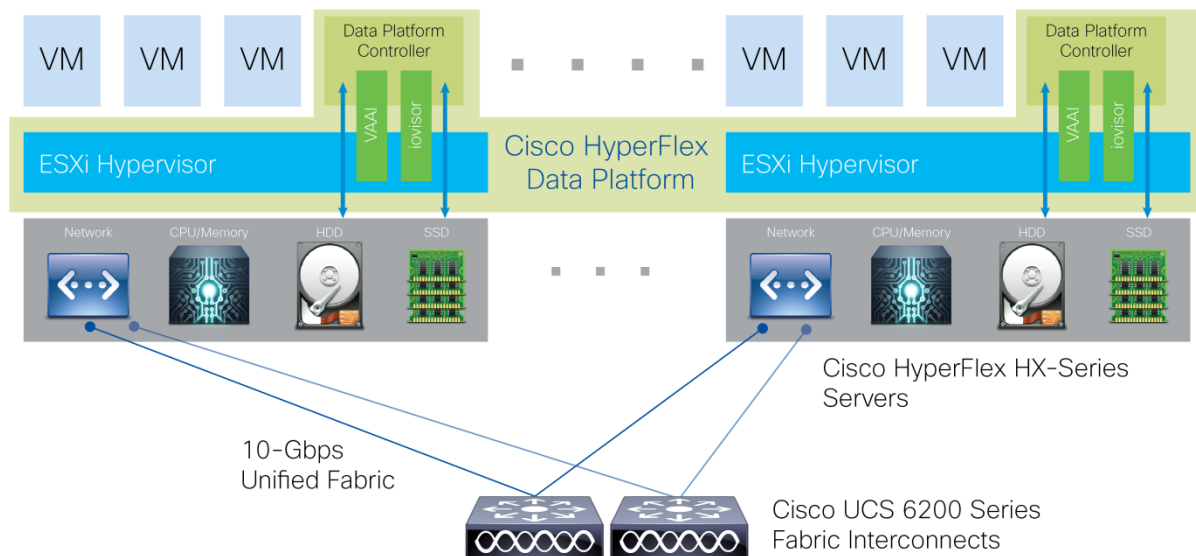 VM
VM
VM
Data Platform
Controller
VAAI
iovisor
ESXi Hypervisor
Cisco HyperFlex
Data Platform
VM
VM
VM
Data Platform
Controller
VAAI
iovisor
ESXi Hypervisor
Network
CPU/Memory
HDD
SSD
Network
CPU/Memory
HDD
SSD
Cisco HyperFlex HX-Series
Servers
10-Gbps
Unified Fabric
Cisco UCS 6200 Series
Fabric Interconnects